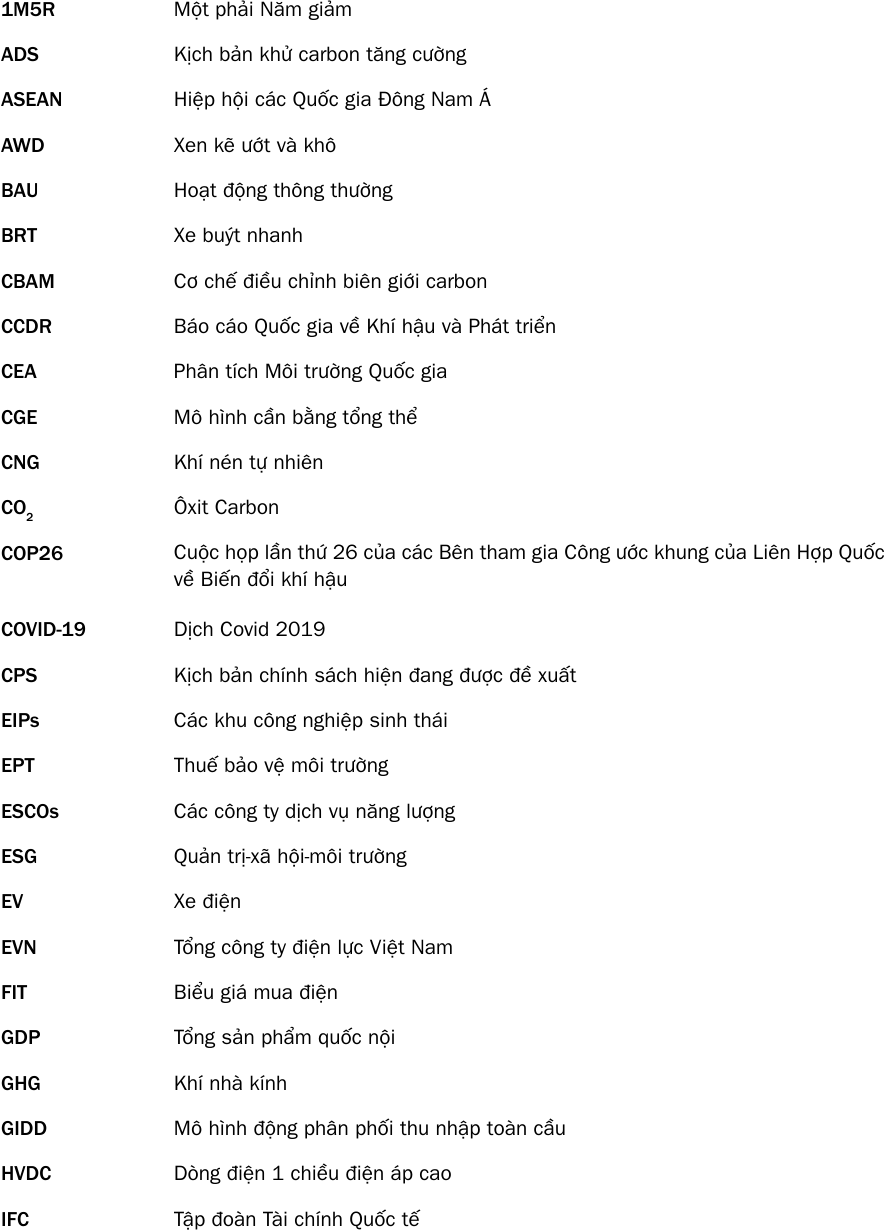 1M5R Một phải Năm giảm
ADS Kịch bản khử carbon tăng cường
ASEAN Hiệp hội các Quốc gia Đông Nam Á
AWD Xen kẽ ướt và khô
BAU Hoạt động thông thường
BRT Xe buýt nhanh
CBAM Cơ chế điều chỉnh biên giới carbon
CCDR Báo cáo Quốc gia về Khí hậu và Phát triển
CEA Phân tích Môi trường Quốc gia
CGE Mô hình cần bằng tổng thể
CNG Khí nén tự nhiên
CO₂ Ôxit Carbon
COP26 Cuộc họp lần thứ 26 của các Bên tham gia Công ước khung của Liên Hợp Quốc
về Biến đổi khí hậu
COVID-19 Dịch Covid 2019
CPS Kịch bản chính sách hiện đang được đề xuất
EIPs Các khu công nghiệp sinh thái
EPT Thuế bảo vệ môi trường
ESCOs Các công ty dịch vụ năng lượng
ESG Quản trị-xã hội-môi trường
EV Xe điện
EVN Tổng công ty điện lực Việt Nam
FIT Biểu giá mua điện
GDP Tổng sản phẩm quốc nội
GHG Khí nhà kính
GIDD Mô hình động phân phối thu nhập toàn cầu
HVDC Dòng điện 1 chiều điện áp cao
IFC Tập đoàn Tài chính Quốc tế